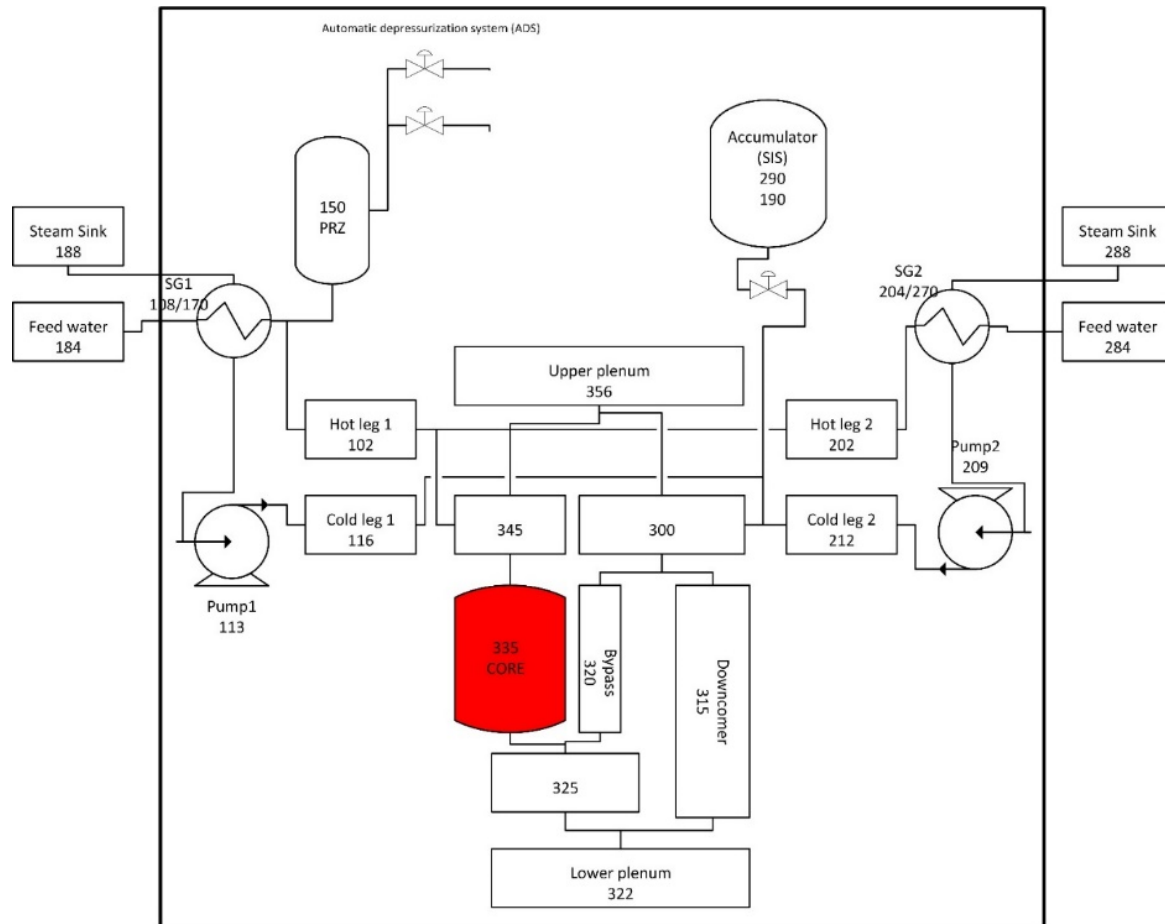 Automatic depressurization system (ADS)
150
PRZ
Accumulator
(SIS)
290
190
Steam Sink
188
SG1
108/170
Feed water
184
Steam Sink
288
SG2
204/270
Feed water
284
Upper plenum
356
Hot leg 1
102
Hot leg 2
202
Pump2
209
Cold leg 1
116
345
300
Cold leg 2
212
Pump1
113
335
CORE
Bypass
320
Downcomer
315
325
Lower plenum
322